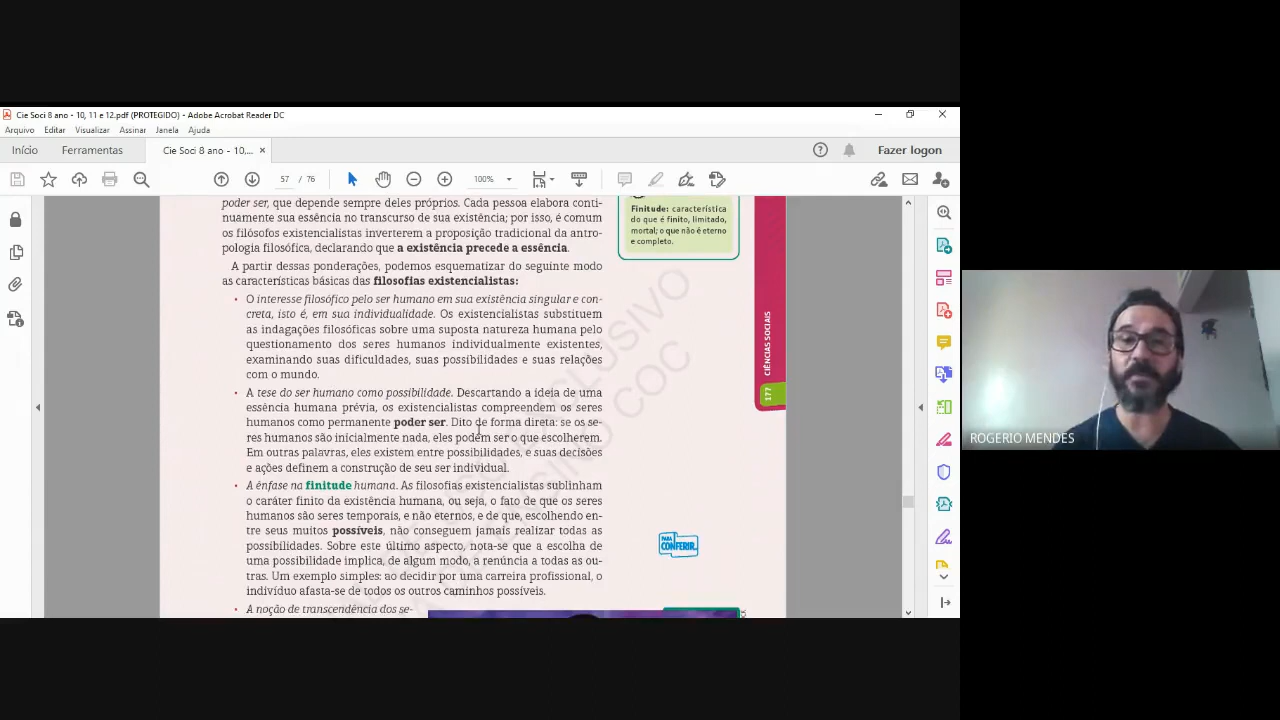 Cie Soci 8 ano - 10, 11 e 12.pdf (PROTEGIDO) - Adobe Acrobat Reader DC
Arquivo Editar Visualizar Assinar Janela Ajuda
Início Ferramentas Cie Soci 8 ano - 10,... × Fazer logon
57 / 76 100%
poder ser, que depende sempre deles próprios. Cada pessoa elabora conti-
nuamente sua essência no transcurso de sua existência; por isso, é comum
os filósofos existencialistas inverterem a proposição tradicional da antro-
pologia filosófica, declarando que a existência precede a essência.
A partir dessas ponderações, podemos esquematizar do seguinte modo
as características básicas das filosofias existencialistas:
• O interesse filosófico pelo ser humano em sua existência singular e con-
creta, isto é, em sua individualidade. Os existencialistas substituem
as indagações filosóficas sobre uma suposta natureza humana pelo
questionamento dos seres humanos individualmente existentes,
examinando suas dificuldades, suas possibilidades e suas relações
com o mundo.
• A tese do ser humano como possibilidade. Descartando a ideia de uma
essência humana prévia, os existencialistas compreendem os seres
humanos como permanente poder ser. Dito de forma direta: se os se-
res humanos são inicialmente nada, eles podem ser o que escolherem.
Em outras palavras, eles existem entre possibilidades, e suas decisões
e ações definem a construção de seu ser individual.
• A ênfase na finitude humana. As filosofias existencialistas sublinham
o caráter finito da existência humana, ou seja, o fato de que os seres
humanos são seres temporais, e não eternos, e de que, escolhendo en-
tre seus muitos possíveis, não conseguem jamais realizar todas as
possibilidades. Sobre este último aspecto, nota-se que a escolha de
uma possibilidade implica, de algum modo, a renúncia a todas as ou-
tras. Um exemplo simples: ao decidir por uma carreira profissional, o
indivíduo afasta-se de todos os outros caminhos possíveis.
• A noção de transcendência dos se-
Finitude: característica
do que é finito, limitado,
mortal; o que não é eterno
e completo.
CIÊNCIAS SOCIAIS
177
PARA
CONFERIR...
EXCLUSIVO
ENSINO COC
ROGERIO MENDES